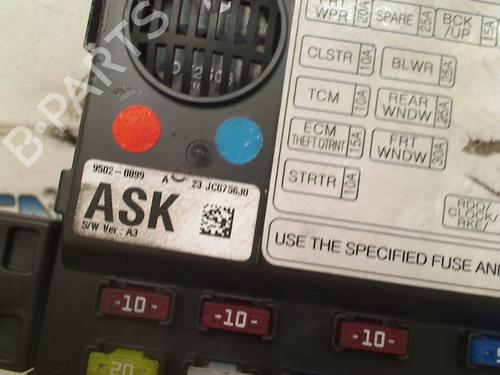 WPR 20A
SPARE 25A
BCK /UP 15A
CLSTR 10A
BLWR 25A
TCM 10A
REAR WNDW 25A
ECM THEFT DTRNT 15A
FRT WNDW 30A
STRTR 10A
RDO/
CLOCK/
RKE/
USE THE SPECIFIED FUSE AND
9502-0099 A 23 JC0756J0
ASK
S/W Ver : A3
-10-
-10-
-10-
-20
B-PARTS